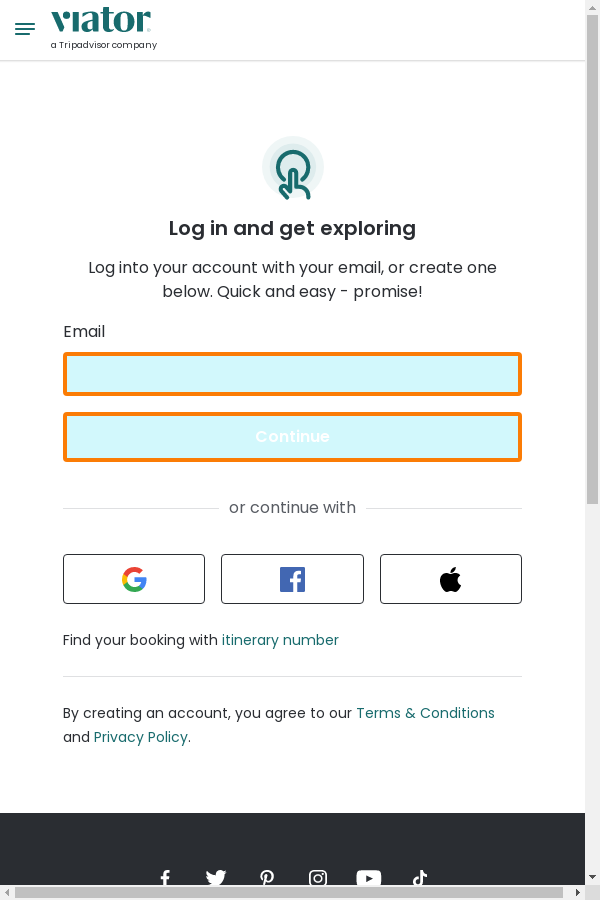 viator
a Tripadvisor company
Log in and get exploring
Log into your account with your email, or create one
below. Quick and easy - promise!
Email
Continue
or continue with
Find your booking with itinerary number
By creating an account, you agree to our Terms & Conditions
and Privacy Policy.